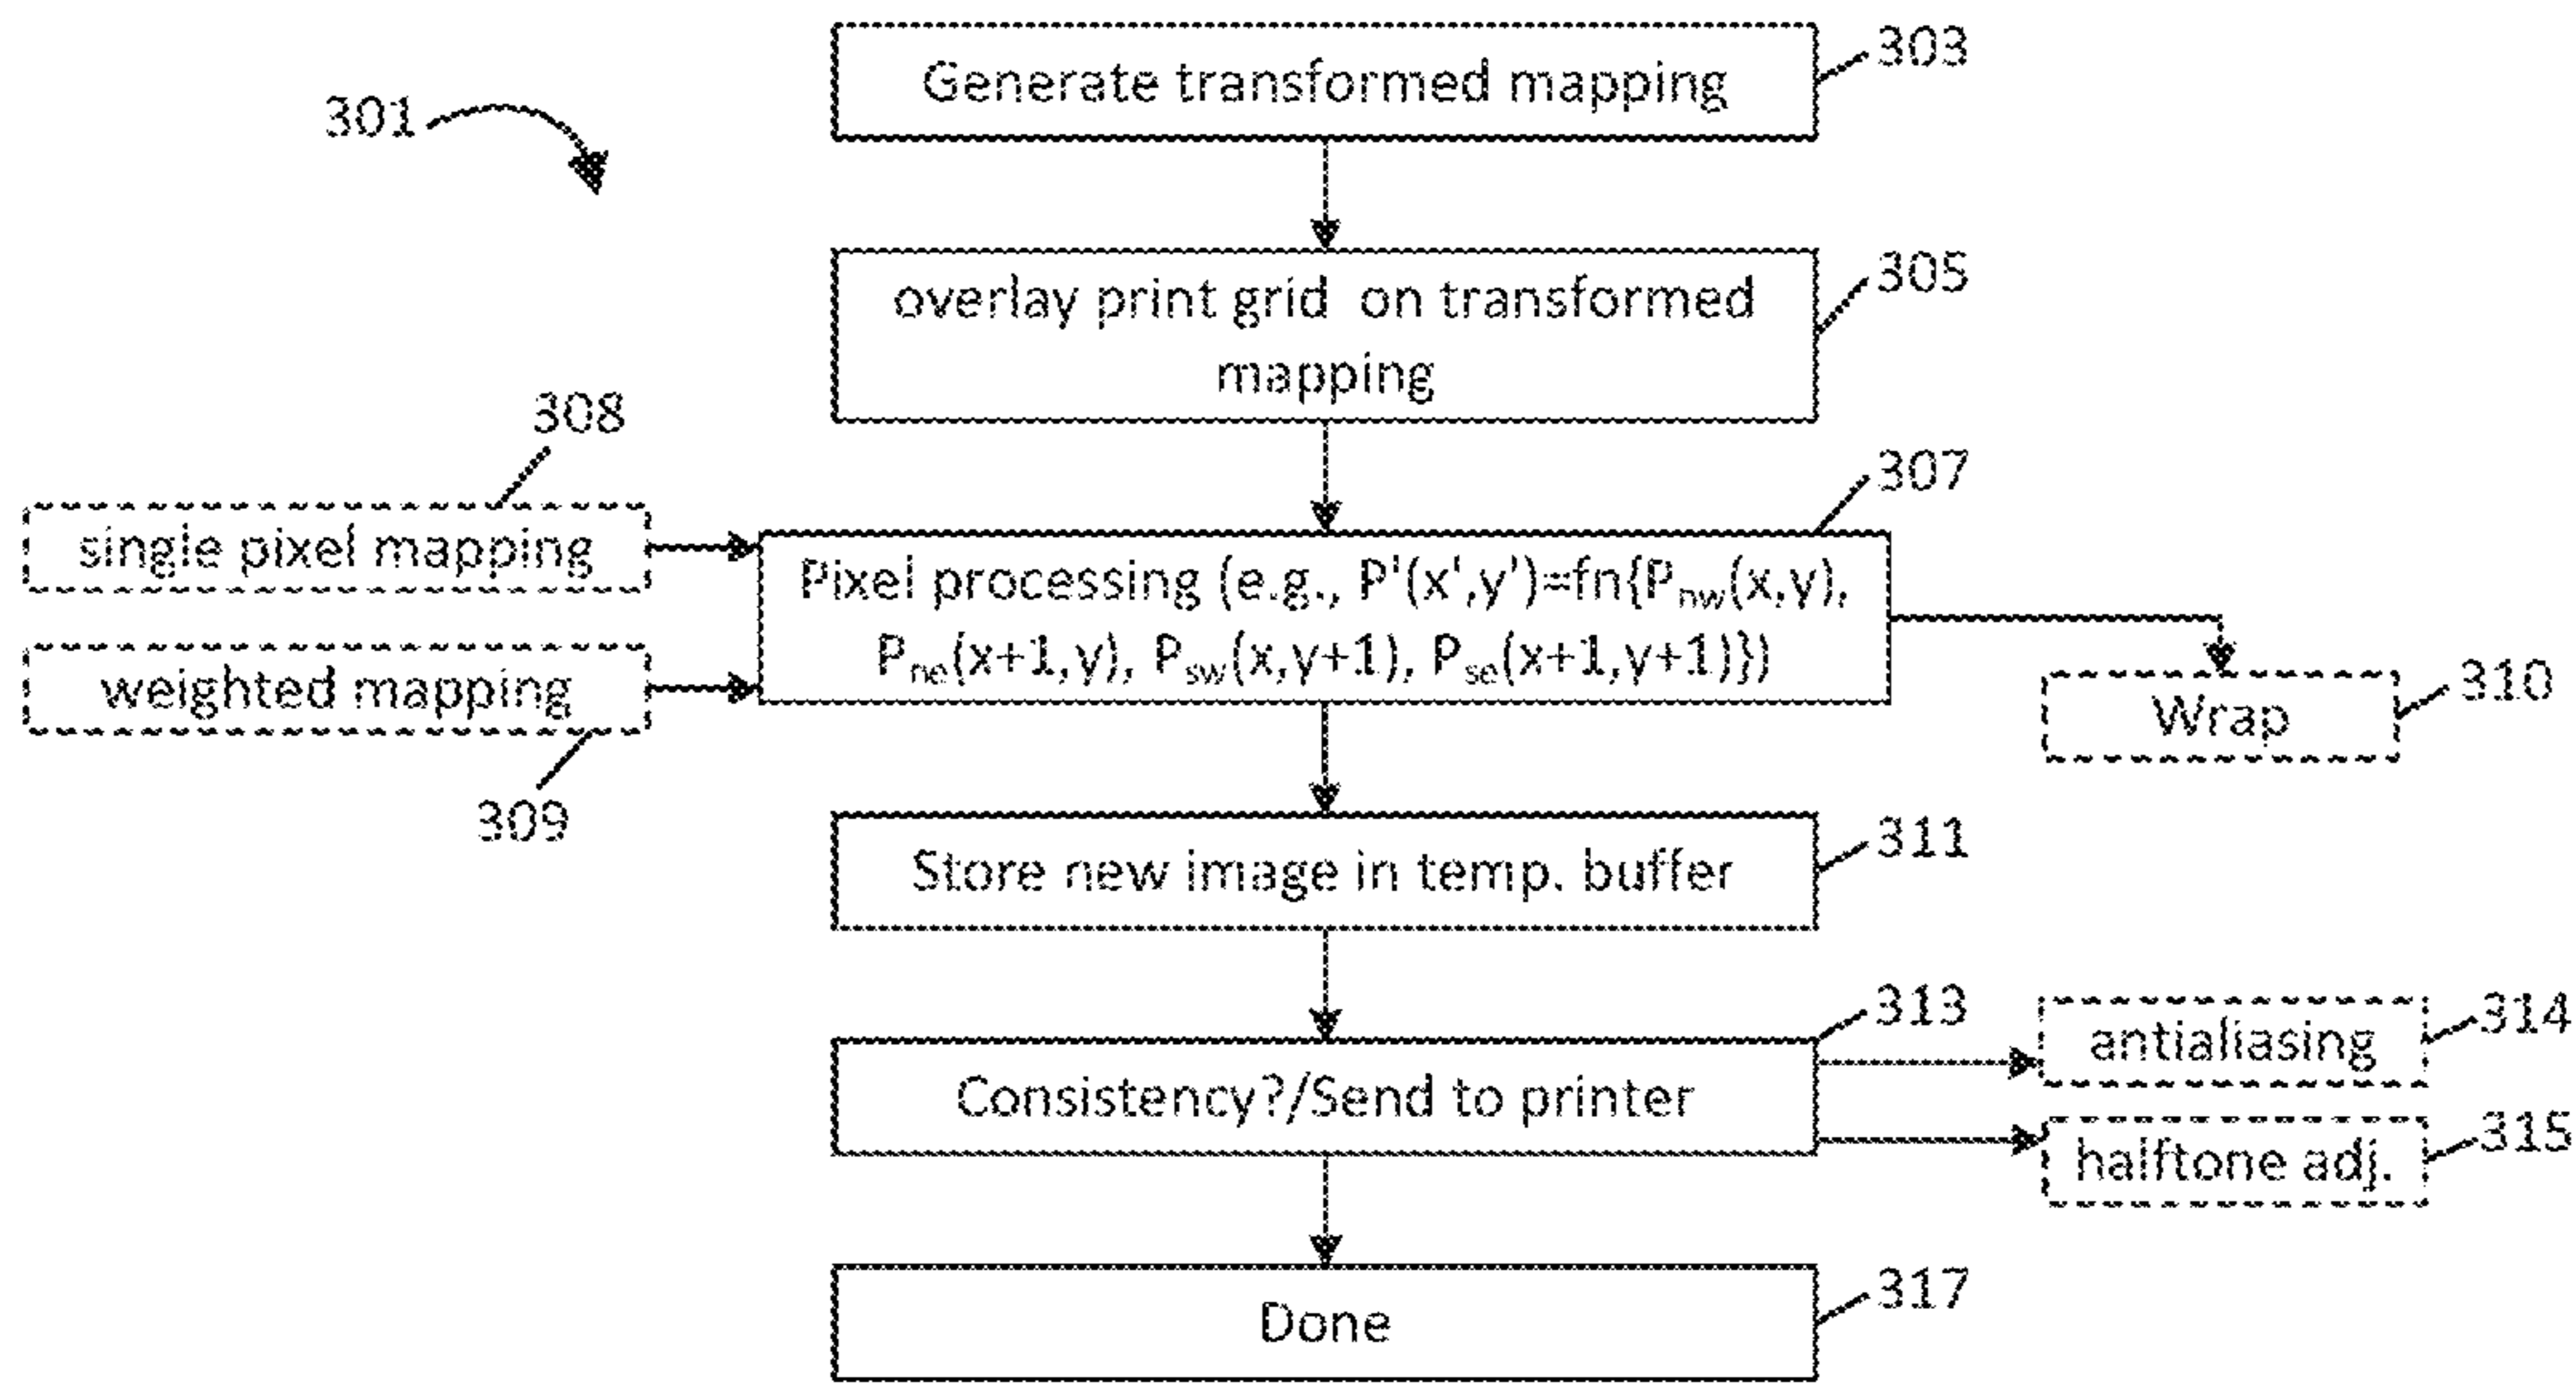 303
Generate transformed mapping
301
305
overlay print grid on transformed
mapping
308
307
single pixel mapping
Pixel processing (e.g., P'(x',y')=fn{Pnw(x,y),
Pne(x+1,y), Psw(x,y+1), Pse(x+1,y+1)})
weighted mapping
310
Wrap
309
311
Store new image in temp. buffer
313
314
antialiasing
Consistency?/Send to printer
315
halftone adj.
317
Done